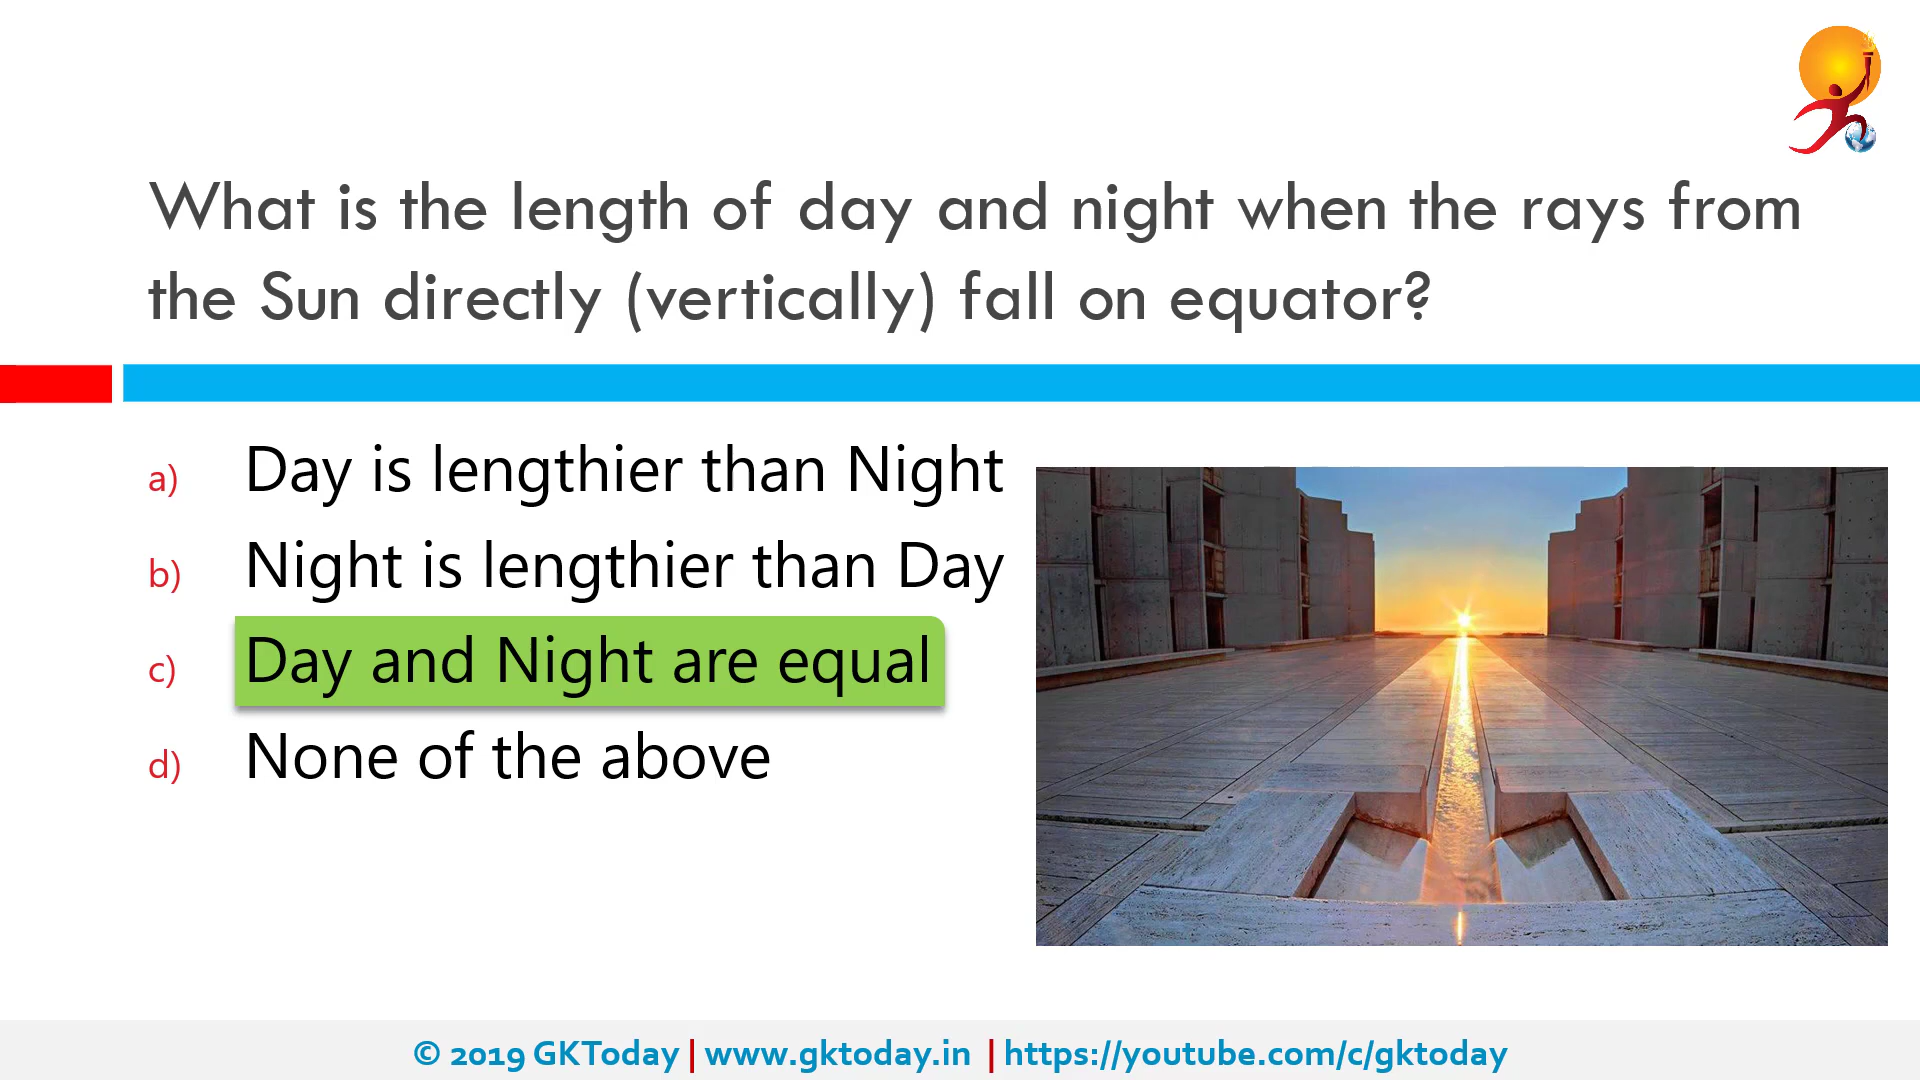 What is the length of day and night when the rays from
the Sun directly (vertically) fall on equator?
a) Day is lengthier than Night
b) Night is lengthier than Day
c) Day and Night are equal
d) None of the above
© 2019 GKToday | www.gktoday.in | https://youtube.com/c/gktoday